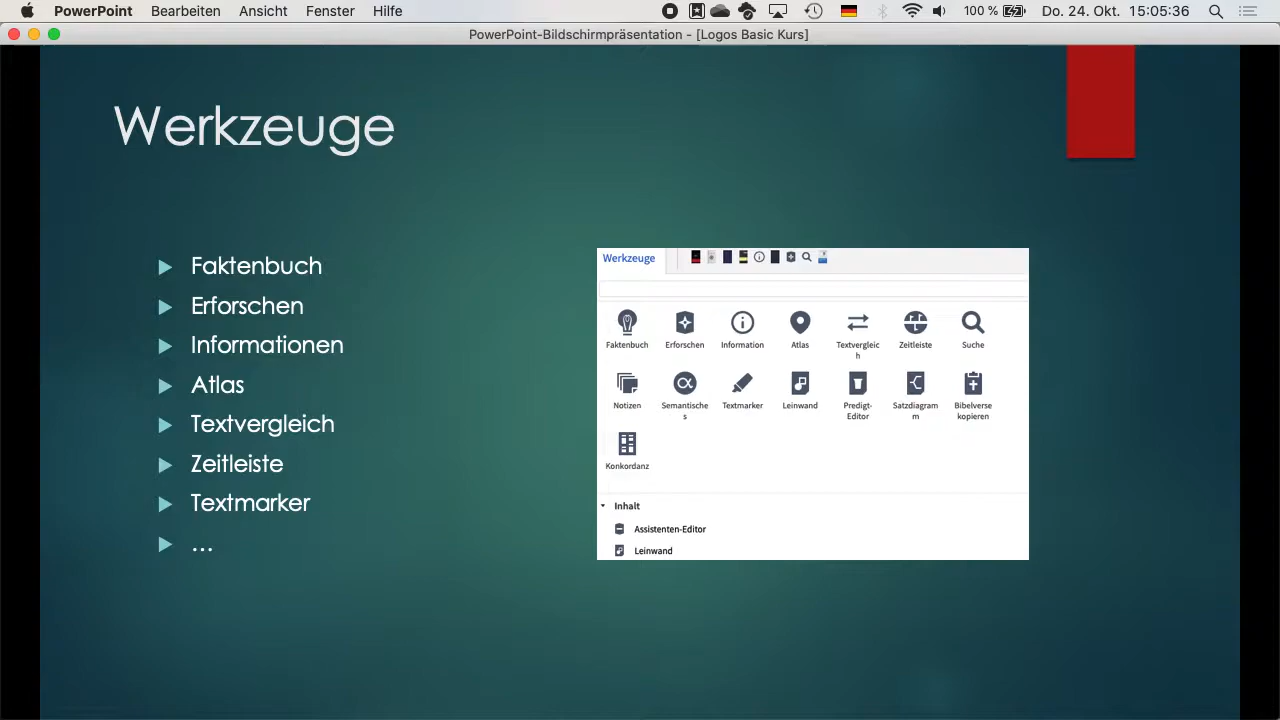 PowerPoint Bearbeiten Ansicht Fenster Hilfe 100 % Do. 24. Okt. 15:05:36
PowerPoint-Bildschirmpräsentation - [Logos Basic Kurs]
Werkzeuge
Faktenbuch
Erforschen
Informationen
Atlas
Textvergleich
Zeitleiste
Textmarker
...
Werkzeuge
Faktenbuch Erforschen Information Atlas Textvergleic Zeitleiste Suche
h
Notizen Semantische Textmarker Leinwand Predigt- Satzdiagram Bibelverse
s Editor m kopieren
Konkordanz
Inhalt
Assistenten-Editor
Leinwand